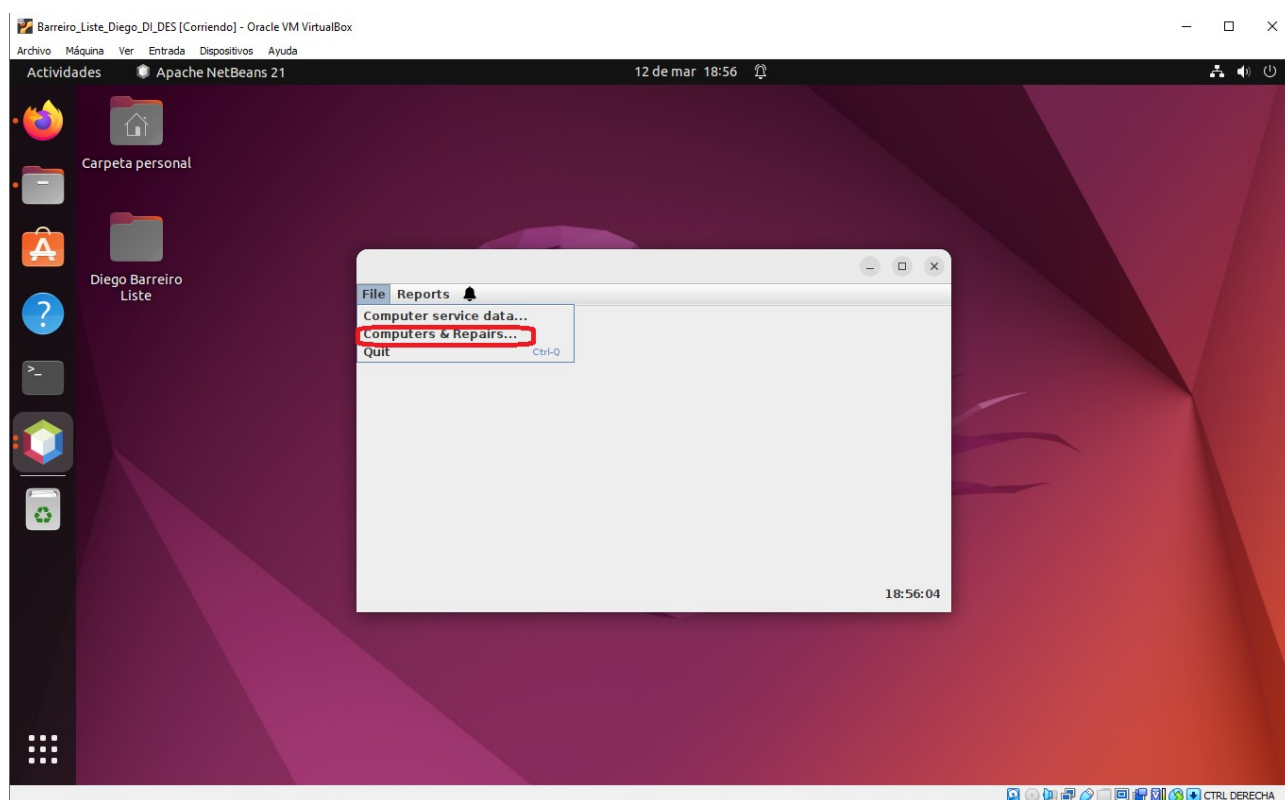 Barreiro_Liste_Diego_DI_DES [Corriendo] - Oracle VM VirtualBox
Archivo Máquina Ver Entrada Dispositivos Ayuda
Actividades Apache NetBeans 21 12 de mar 18:56
Carpeta personal
Diego Barreiro
Liste
File Reports
Computer service data...
Computers & Repairs...
Quit Ctrl-Q
18:56:04
CTRL DERECHA